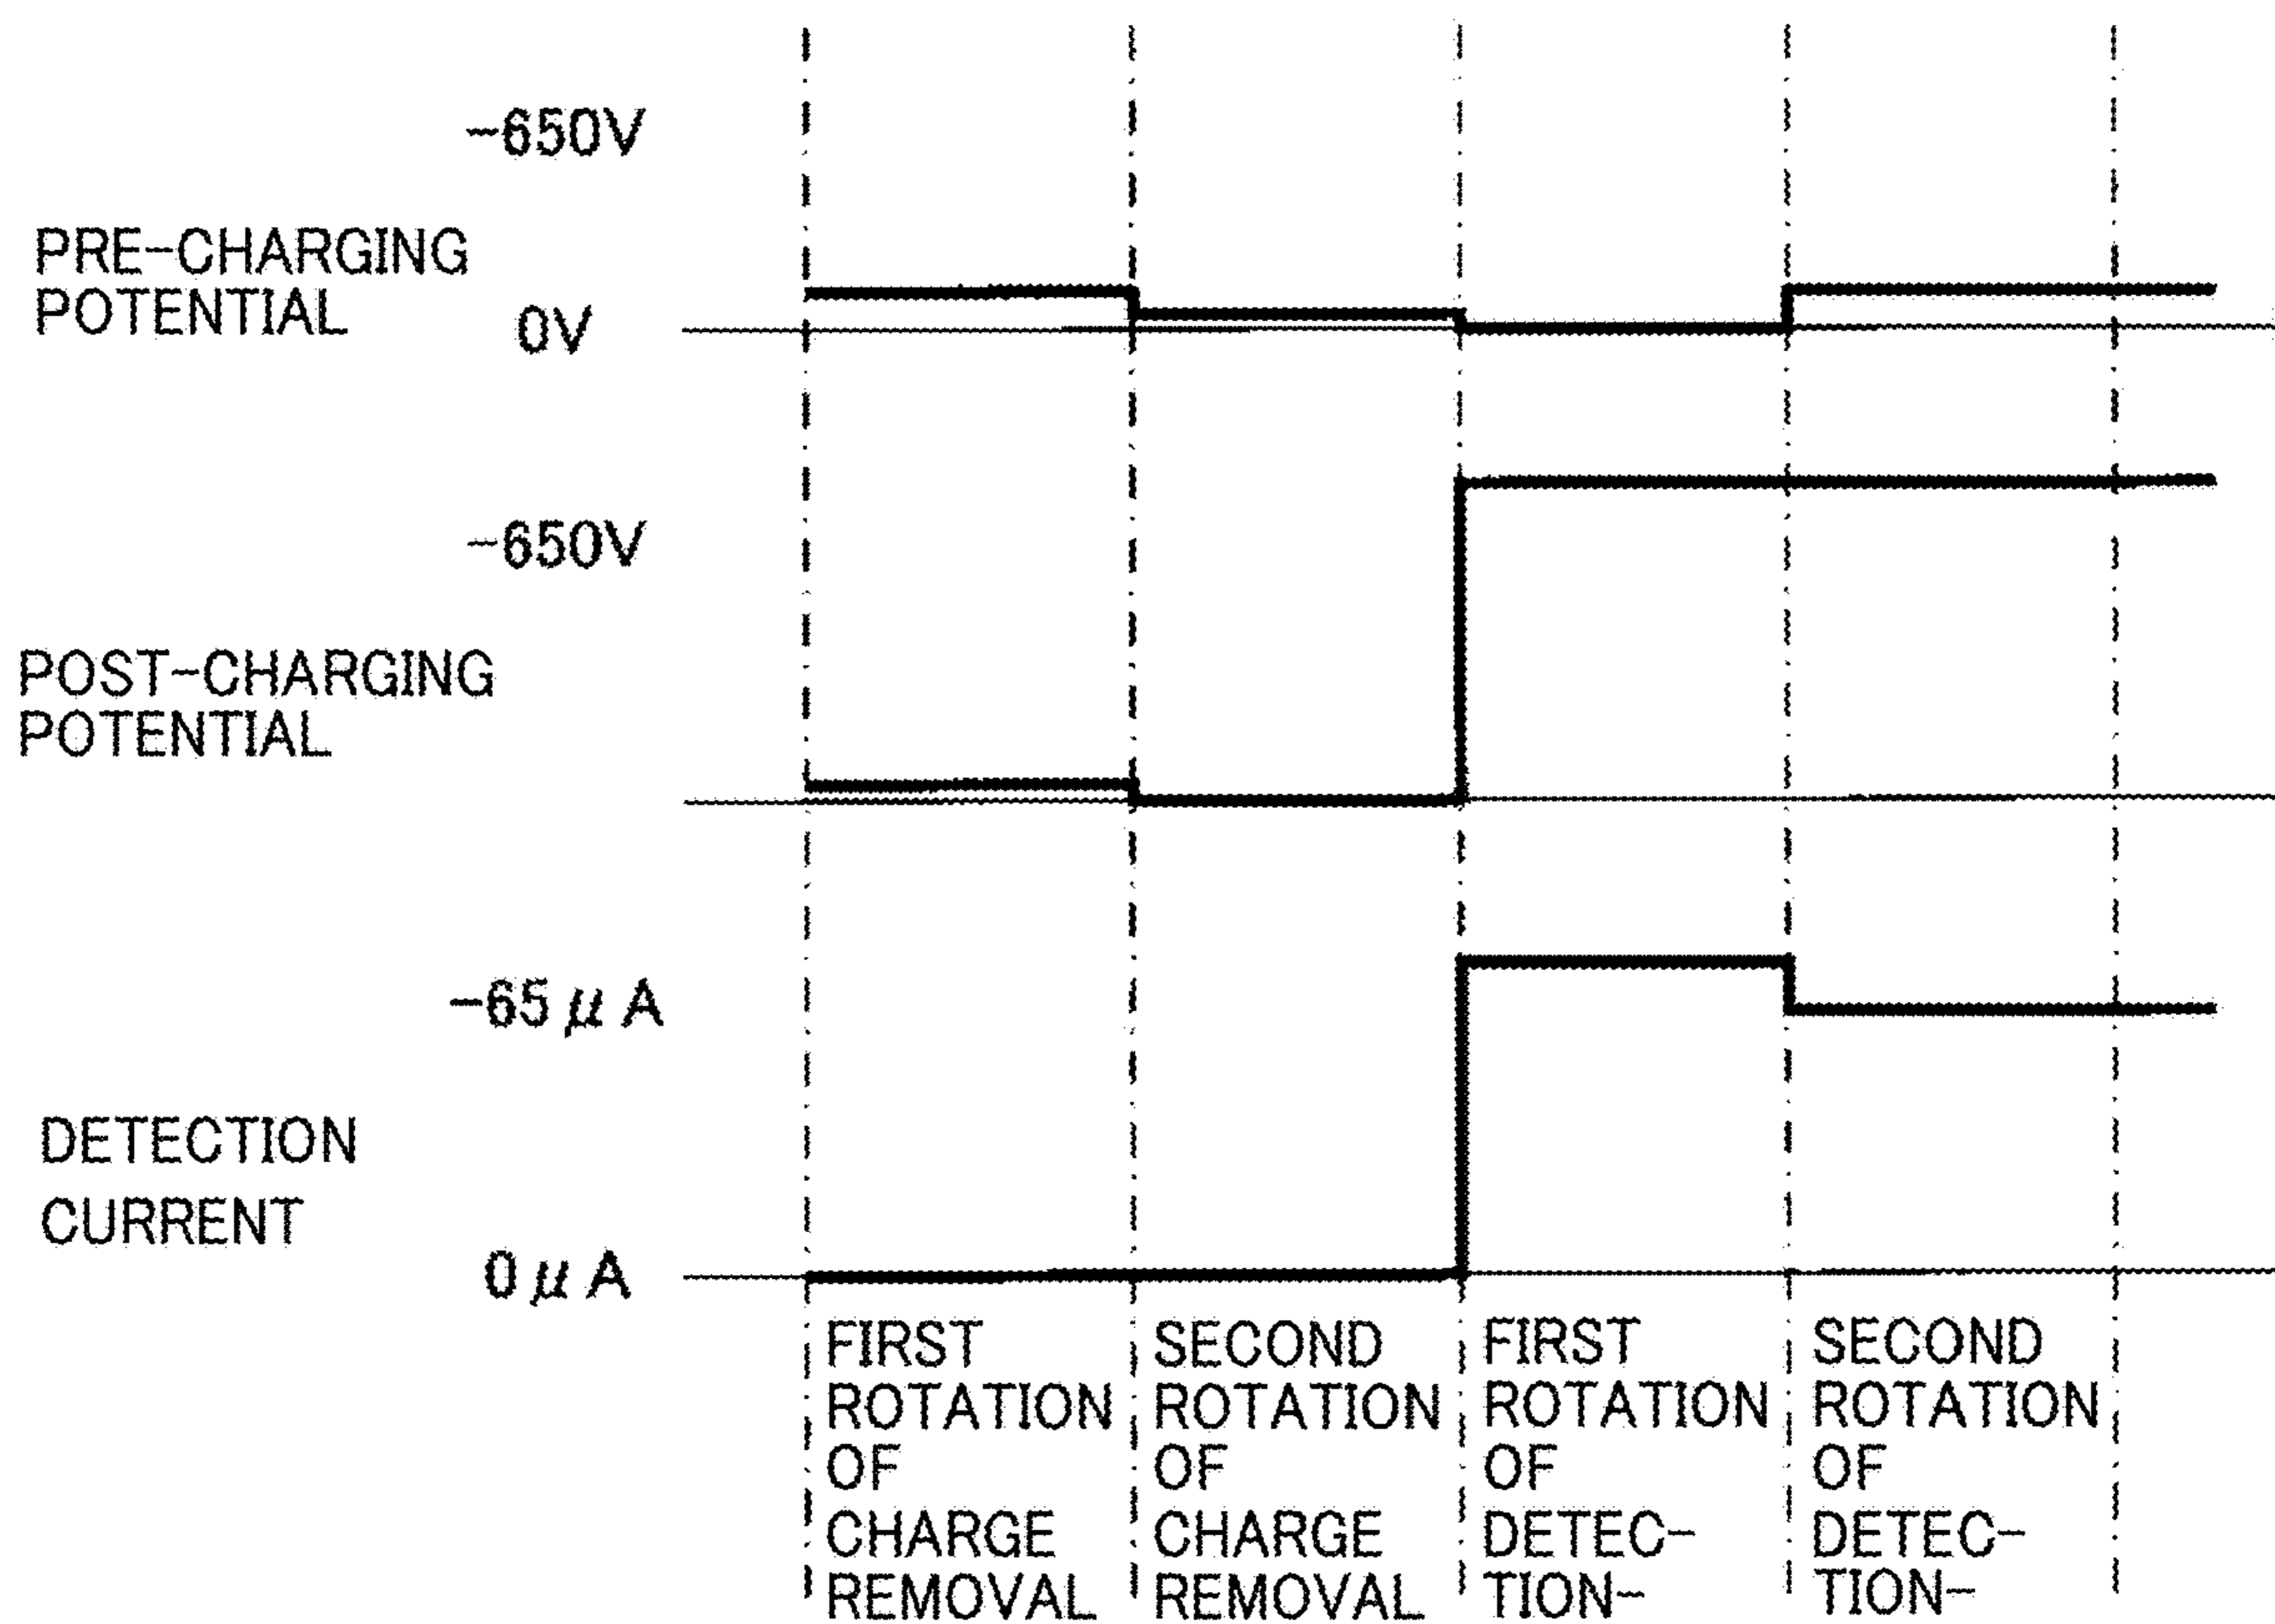 -650V
PRE-CHARGING
POTENTIAL
0V
-650V
POST-CHARGING
POTENTIAL
-65 μ A
DETECTION
CURRENT
0 μ A
FIRST
ROTATION
OF
CHARGE
REMOVAL
SECOND
ROTATION
OF
CHARGE
REMOVAL
FIRST
ROTATION
OF
DETEC-
TION-
SECOND
ROTATION
OF
DETEC-
TION-